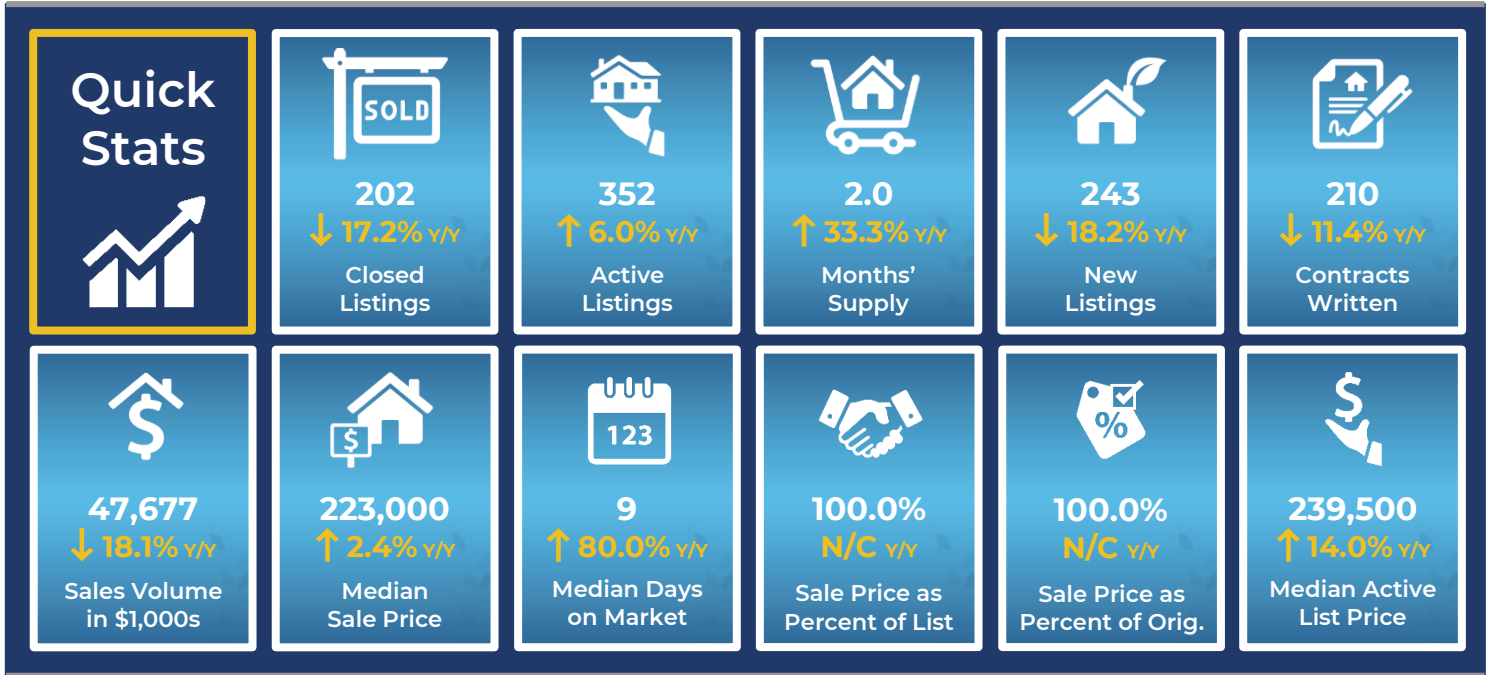 Quick
Stats
SOLD
202
↓ 17.2% Y/Y
Closed
Listings
352
↑ 6.0% Y/Y
Active
Listings
2.0
↑ 33.3% Y/Y
Months’
Supply
243
↓ 18.2% Y/Y
New
Listings
210
↓ 11.4% Y/Y
Contracts
Written
$
47,677
↓ 18.1% Y/Y
Sales Volume
in $1,000s
$
223,000
↑ 2.4% Y/Y
Median
Sale Price
123
9
↑ 80.0% Y/Y
Median Days
on Market
100.0%
N/C Y/Y
Sale Price as
Percent of List
%
100.0%
N/C Y/Y
Sale Price as
Percent of Orig.
$
239,500
↑ 14.0% Y/Y
Median Active
List Price